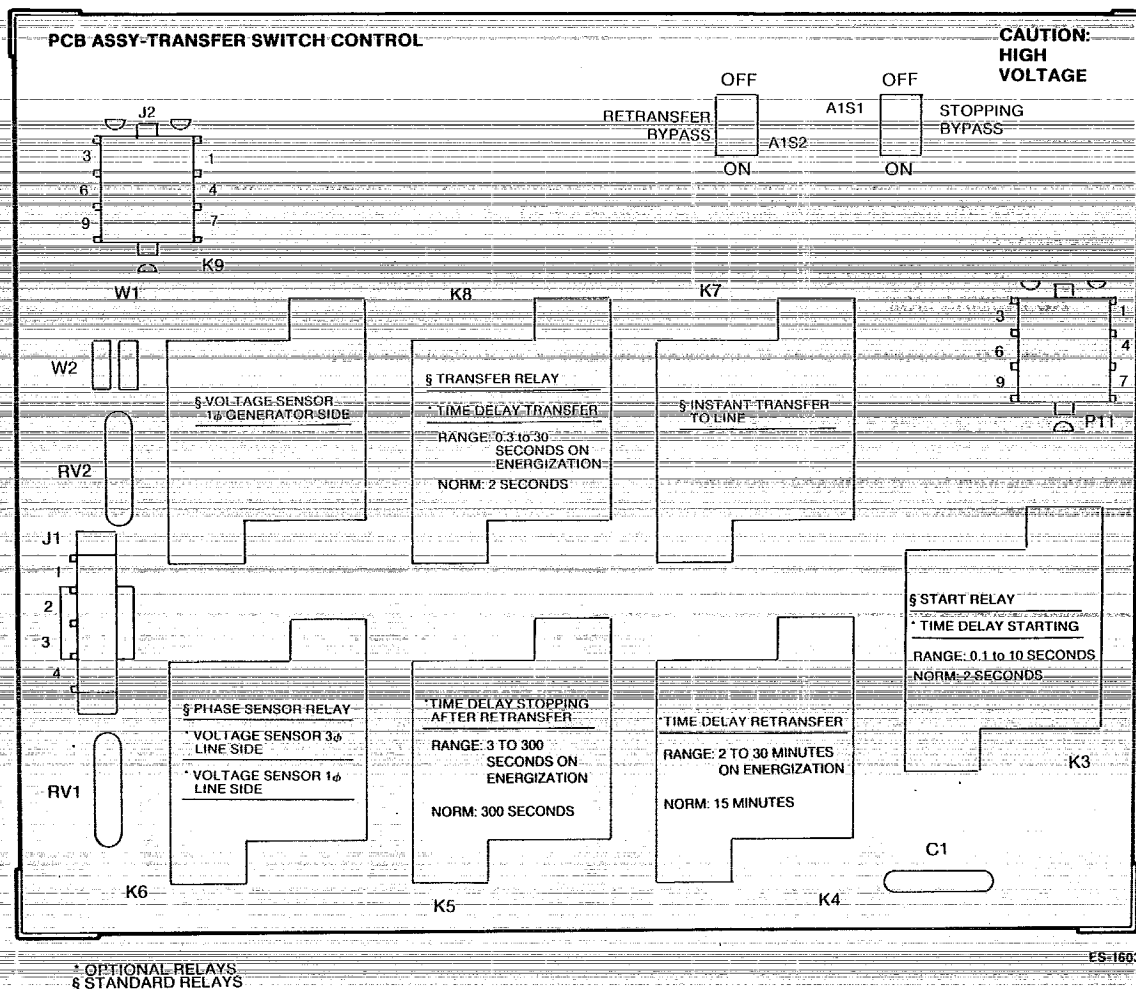 PCB ASSY-TRANSFER SWITCH CONTROL
CAUTION:
HIGH
VOLTAGE
OFF
RETRANSFER
BYPASS
A1S2
ON
OFF
A1S1
STOPPING
BYPASS
ON
J2
3
1
6
4
9
7
K9
W1
K8
K7
3
1
6
4
9
7
P11
W2
§ VOLTAGE SENSOR
1ϕ GENERATOR SIDE
§ TRANSFER RELAY
* TIME DELAY TRANSFER
RANGE: 0.3 to 30
SECONDS ON
ENERGIZATION
NORM: 2 SECONDS
§ INSTANT TRANSFER
TO LINE
RV2
J1
1
2
3
4
§ START RELAY
* TIME DELAY STARTING
RANGE: 0.1 to 10 SECONDS
NORM: 2 SECONDS
K3
§ PHASE SENSOR RELAY
* VOLTAGE SENSOR 3ϕ
LINE SIDE
* VOLTAGE SENSOR 1ϕ
LINE SIDE
*TIME DELAY STOPPING
AFTER RETRANSFER
RANGE: 3 TO 300
SECONDS ON
ENERGIZATION
NORM: 300 SECONDS
*TIME DELAY RETRANSFER
RANGE: 2 TO 30 MINUTES
ON ENERGIZATION
NORM: 15 MINUTES
RV1
C1
K6
K5
K4
* OPTIONAL RELAYS
§ STANDARD RELAYS
ES-1603